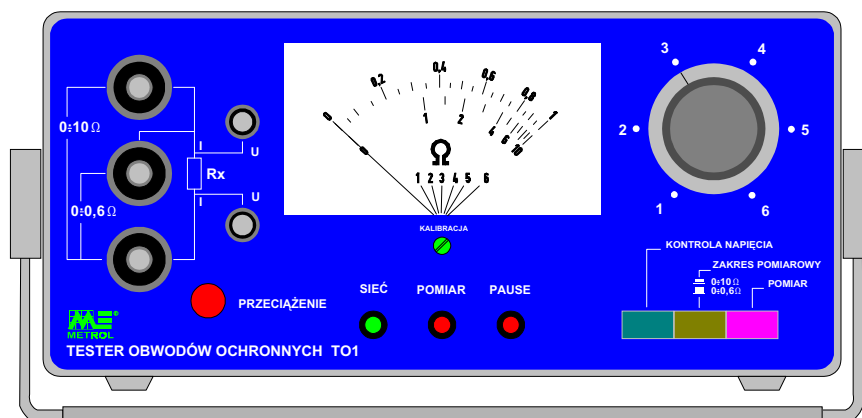 0÷10 Ω
0÷0,6 Ω
I
U
Rx
I
U
0 0,2 0,4 0,6 0,8 1
0 1 2 4 6 10
Ω
1 2 3 4 5 6
KALIBRACJA
3 4
2 5
1 6
KONTROLA NAPIĘCIA
ZAKRES POMIAROWY
0÷10Ω
0÷0,6Ω
POMIAR
PRZECIĄŻENIE
SIEĆ POMIAR PAUSE
ME®
METROL
TESTER OBWODÓW OCHRONNYCH TO1